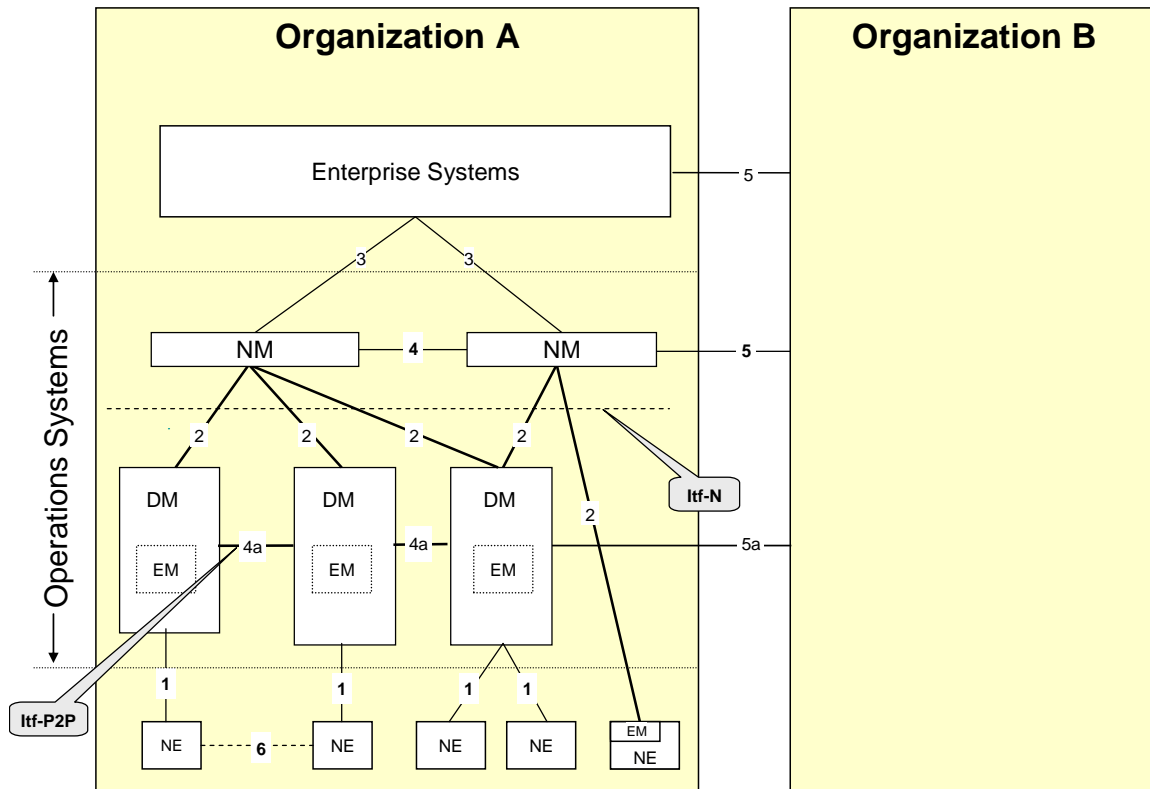 Organization A
Organization B
Enterprise Systems
5
3
3
Operations Systems
NM
4
NM
5
2
2
2
2
Itf-N
DM
DM
DM
2
4a
4a
5a
EM
EM
EM
1
1
1
1
Itf-P2P
NE
6
NE
NE
NE
EM
NE